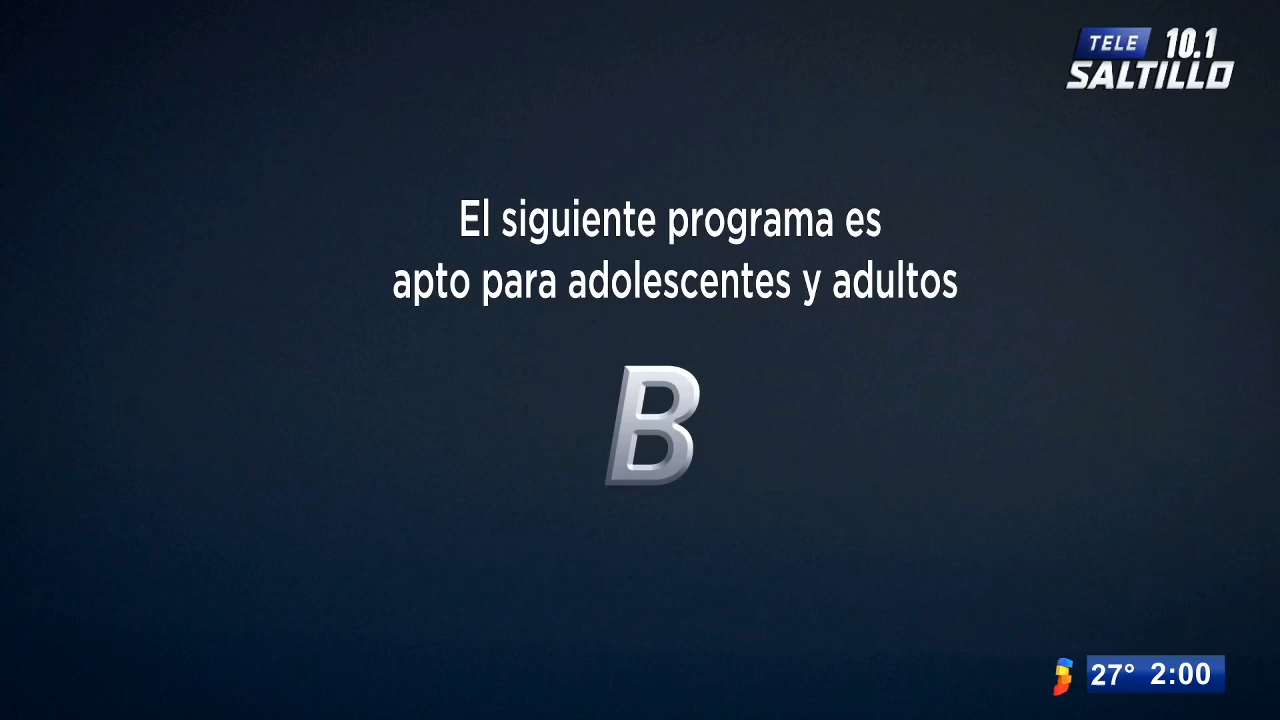 TELE 10.1
SALTILLO
El siguiente programa es
apto para adolescentes y adultos
B
27° 2:00